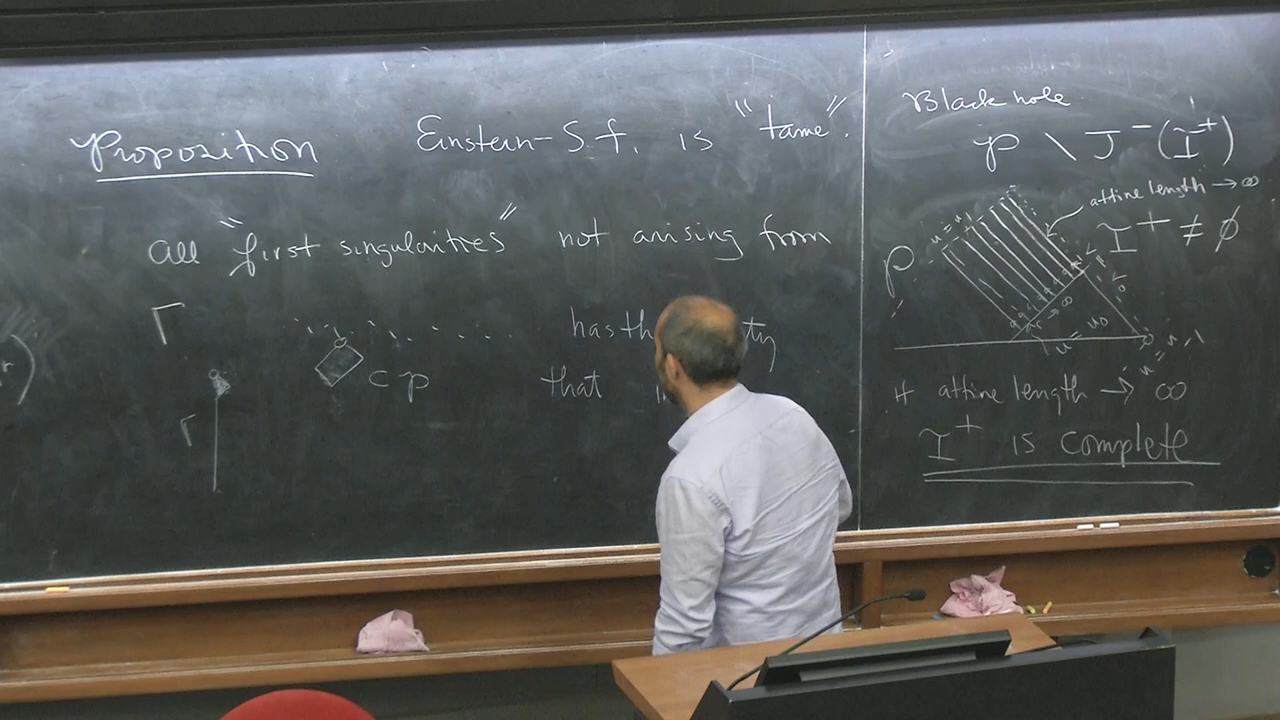 Proposition Einstein-S.f. is "tame".
all "first singularities" not arising from
Γ has th ty
Γ c p that
Black hole
P \ J⁻(I⁺)
affine length → ∞
P I⁺ ≠ ∅
affine length → ∞
I⁺ is complete